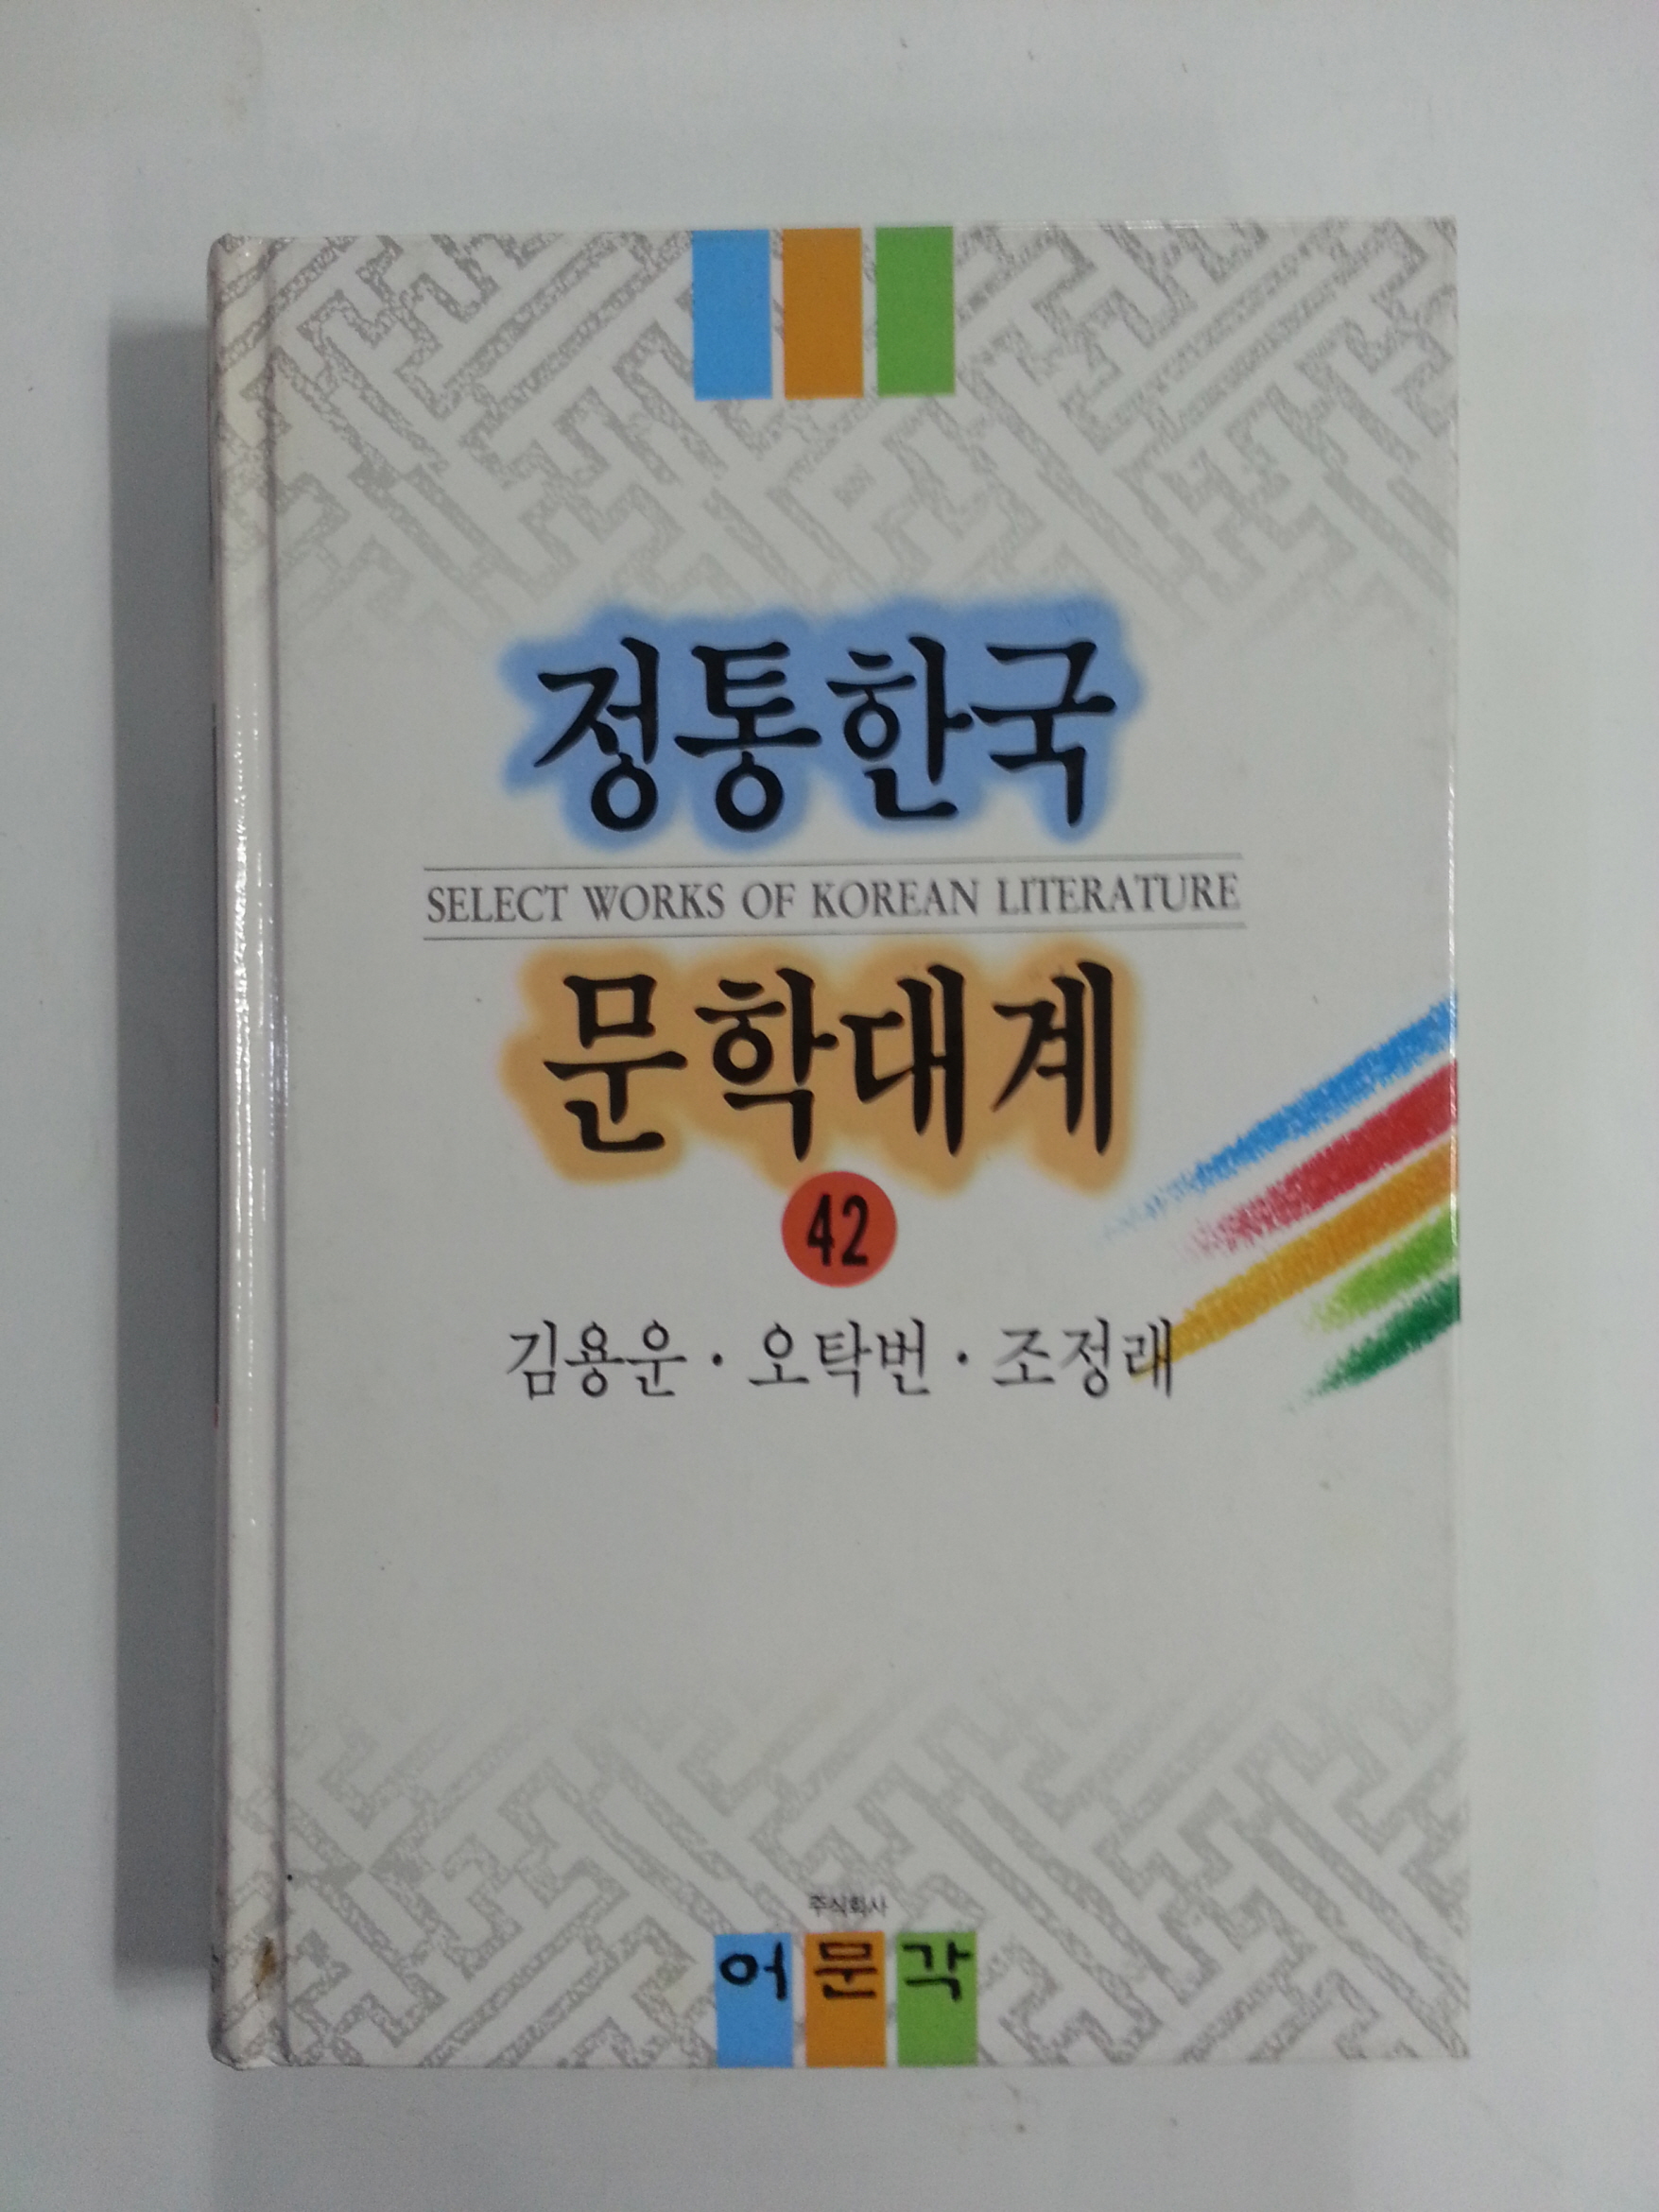 정통한국
SELECT WORKS OF KOREAN LITERATURE
문학대계
42
김용운·오탁번·조정래
주식회사
어문각